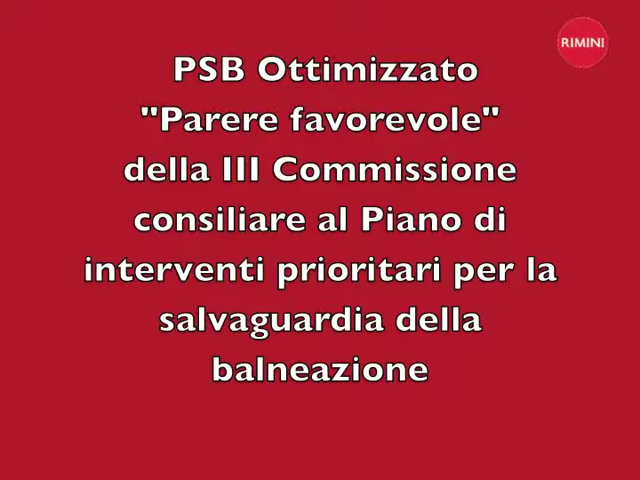 RIMINI
PSB Ottimizzato
"Parere favorevole"
della III Commissione
consiliare al Piano di
interventi prioritari per la
salvaguardia della
balneazione